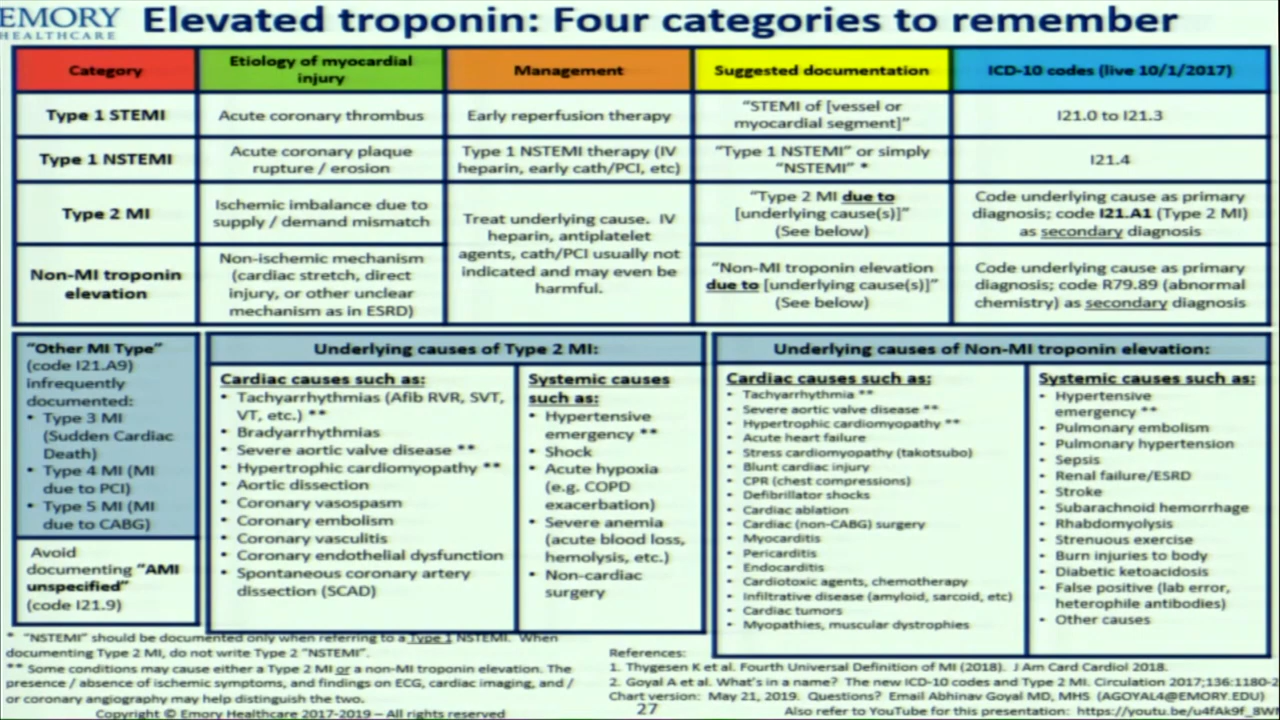 EMORY
HEALTHCARE
Elevated troponin: Four categories to remember
Category
Etiology of myocardial
injury
Management
Suggested documentation
ICD-10 codes (live 10/1/2017)
Type 1 STEMI
Acute coronary thrombus
Early reperfusion therapy
"STEMI of [vessel or
myocardial segment]"
I21.0 to I21.3
Type 1 NSTEMI
Acute coronary plaque
rupture / erosion
Type 1 NSTEMI therapy (IV
heparin, early cath/PCI, etc)
"Type 1 NSTEMI" or simply
"NSTEMI" *
I21.4
Type 2 MI
Ischemic imbalance due to
supply / demand mismatch
Treat underlying cause. IV
heparin, antiplatelet
agents, cath/PCI usually not
indicated and may even be
harmful.
"Type 2 MI due to
[underlying cause(s)]"
(See below)
Code underlying cause as primary
diagnosis; code I21.A1 (Type 2 MI)
as secondary diagnosis
Non-MI troponin
elevation
Non-ischemic mechanism
(cardiac stretch, direct
injury, or other unclear
mechanism as in ESRD)
"Non-MI troponin elevation
due to [underlying cause(s)]"
(See below)
Code underlying cause as primary
diagnosis; code R79.89 (abnormal
chemistry) as secondary diagnosis
"Other MI Type"
(code I21.A9)
infrequently
documented:
• Type 3 MI
(Sudden Cardiac
Death)
• Type 4 MI (MI
due to PCI)
• Type 5 MI (MI
due to CABG)
Avoid
documenting "AMI
unspecified"
(code I21.9)
Underlying causes of Type 2 MI:
Cardiac causes such as:
• Tachyarrhythmias (Afib RVR, SVT,
VT, etc.) **
• Bradyarrhythmias
• Severe aortic valve disease **
• Hypertrophic cardiomyopathy **
• Aortic dissection
• Coronary vasospasm
• Coronary embolism
• Coronary vasculitis
• Coronary endothelial dysfunction
• Spontaneous coronary artery
dissection (SCAD)
Systemic causes
such as:
• Hypertensive
emergency **
• Shock
• Acute hypoxia
(e.g. COPD
exacerbation)
• Severe anemia
(acute blood loss,
hemolysis, etc.)
• Non-cardiac
surgery
Underlying causes of Non-MI troponin elevation:
Cardiac causes such as:
• Tachyarrhythmia **
• Severe aortic valve disease **
• Hypertrophic cardiomyopathy **
• Acute heart failure
• Stress cardiomyopathy (takotsubo)
• Blunt cardiac injury
• CPR (chest compressions)
• Defibrillator shocks
• Cardiac ablation
• Cardiac (non-CABG) surgery
• Myocarditis
• Pericarditis
• Endocarditis
• Cardiotoxic agents, chemotherapy
• Infiltrative disease (amyloid, sarcoid, etc)
• Cardiac tumors
• Myopathies, muscular dystrophies
Systemic causes such as:
• Hypertensive
emergency **
• Pulmonary embolism
• Pulmonary hypertension
• Sepsis
• Renal failure/ESRD
• Stroke
• Subarachnoid hemorrhage
• Rhabdomyolysis
• Strenuous exercise
• Burn injuries to body
• Diabetic ketoacidosis
• False positive (lab error,
heterophile antibodies)
• Other causes
* "NSTEMI" should be documented only when referring to a Type 1 NSTEMI. When
documenting Type 2 MI, do not write Type 2 "NSTEMI".
** Some conditions may cause either a Type 2 MI or a non-MI troponin elevation. The
presence / absence of ischemic symptoms, and findings on ECG, cardiac imaging, and /
or coronary angiography may help distinguish the two.
Copyright © Emory Healthcare 2017-2019 – All rights reserved
References:
1. Thygesen K et al. Fourth Universal Definition of MI (2018). J Am Card Cardiol 2018.
2. Goyal A et al. What's in a name? The new ICD-10 codes and Type 2 MI. Circulation 2017;136:1180-2
Chart version: May 21, 2019. Questions? Email Abhinav Goyal MD, MHS (AGOYAL4@EMORY.EDU)
27
Also refer to YouTube for this presentation: https://youtu.be/u4fAk9f_8WM